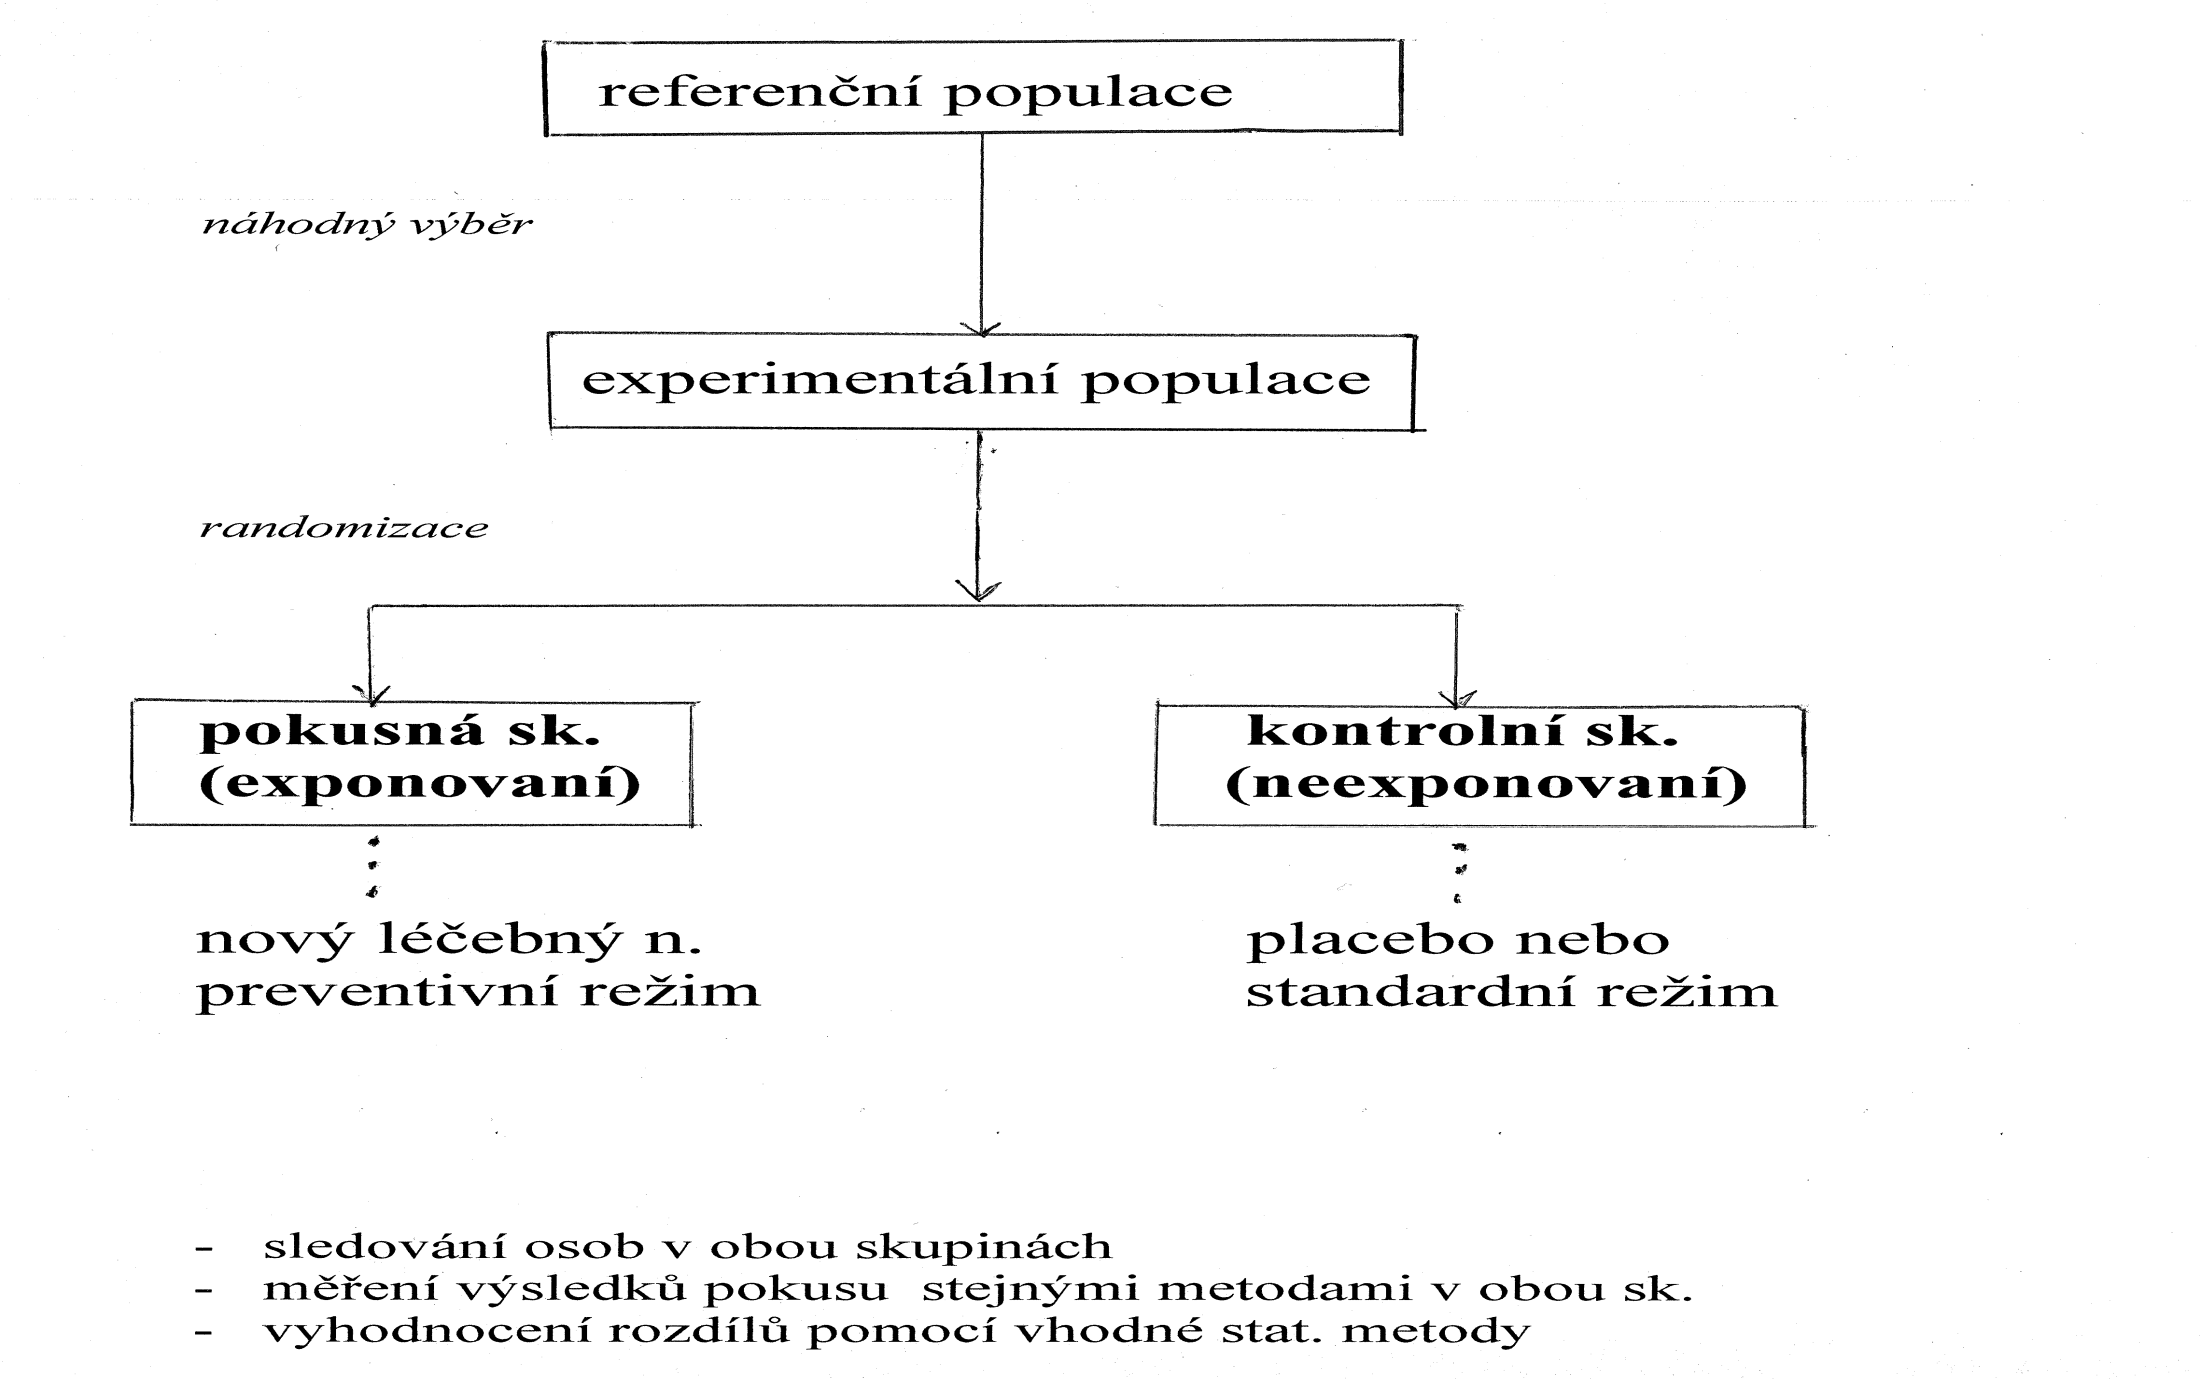 referenční populace
náhodný výběr
experimentální populace
randomizace
pokusná sk.
(exponovaní)
kontrolní sk.
(neexponovaní)
nový léčebný n.
preventivní režim
placebo nebo
standardní režim
- sledování osob v obou skupinách
- měření výsledků pokusu stejnými metodami v obou sk.
- vyhodnocení rozdílů pomocí vhodné stat. metody